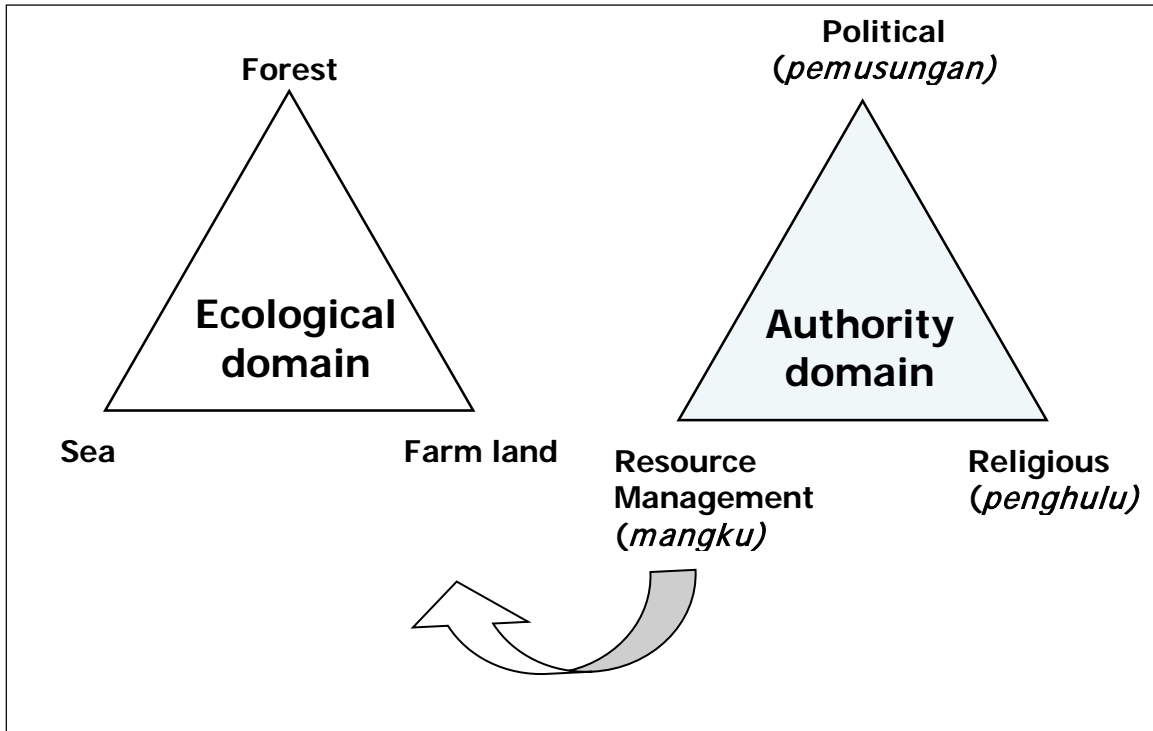 Forest
Ecological
domain
Sea
Farm land
Political
(pemusungan)
Authority
domain
Resource
Management
(mangku)
Religious
(penghulu)